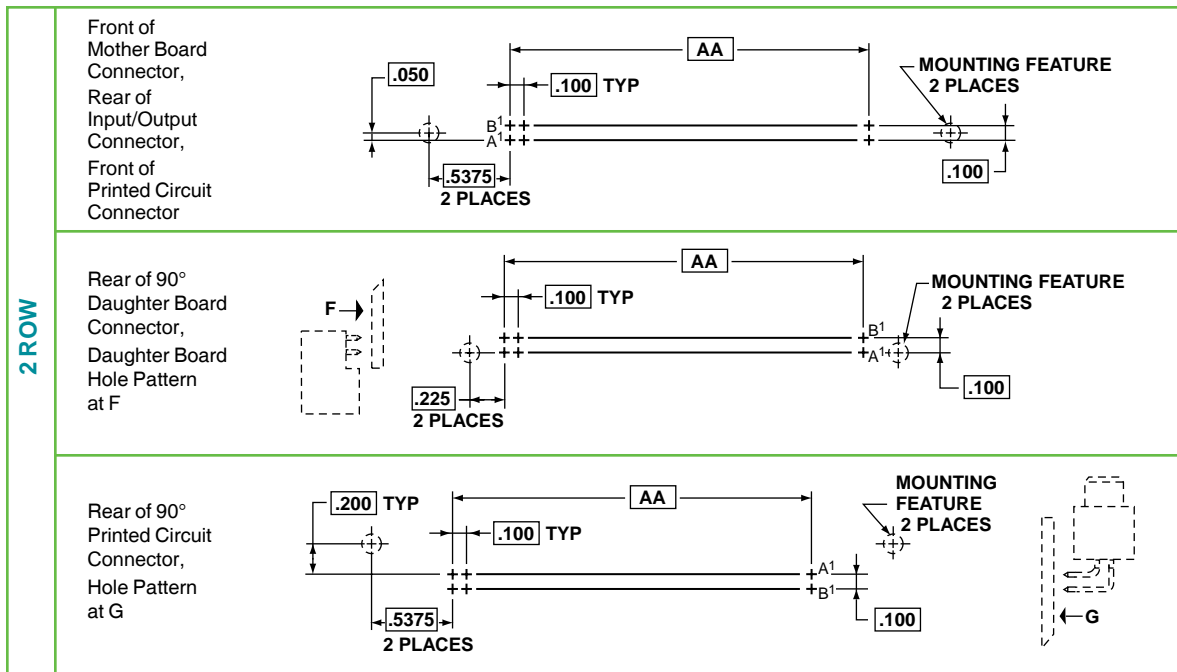 2 ROW
Front of
Mother Board
Connector,
Rear of
Input/Output
Connector,
Front of
Printed Circuit
Connector
.050
AA
.100 TYP
MOUNTING FEATURE
2 PLACES
B1
A1
.5375
2 PLACES
.100
Rear of 90°
Daughter Board
Connector,
Daughter Board
Hole Pattern
at F
F
AA
.100 TYP
MOUNTING FEATURE
2 PLACES
B1
A1
.225
2 PLACES
.100
Rear of 90°
Printed Circuit
Connector,
Hole Pattern
at G
.200 TYP
AA
.100 TYP
MOUNTING
FEATURE
2 PLACES
A1
B1
.5375
2 PLACES
.100
G